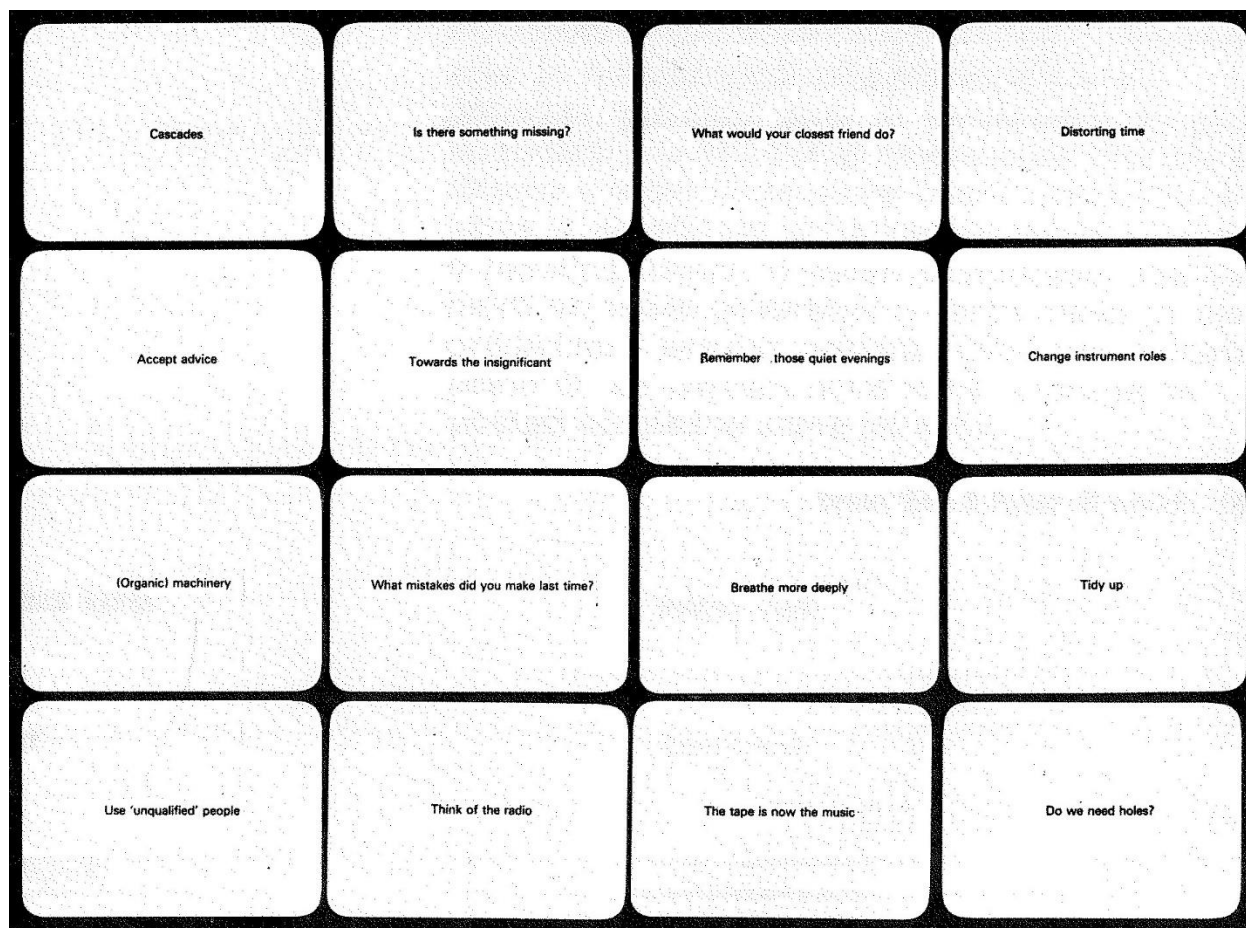 Cascades
Is there something missing?
What would your closest friend do?
Distorting time
Accept advice
Towards the insignificant
Remember those quiet evenings
Change instrument roles
(Organic) machinery
What mistakes did you make last time?
Breathe more deeply
Tidy up
Use 'unqualified' people
Think of the radio
The tape is now the music
Do we need holes?